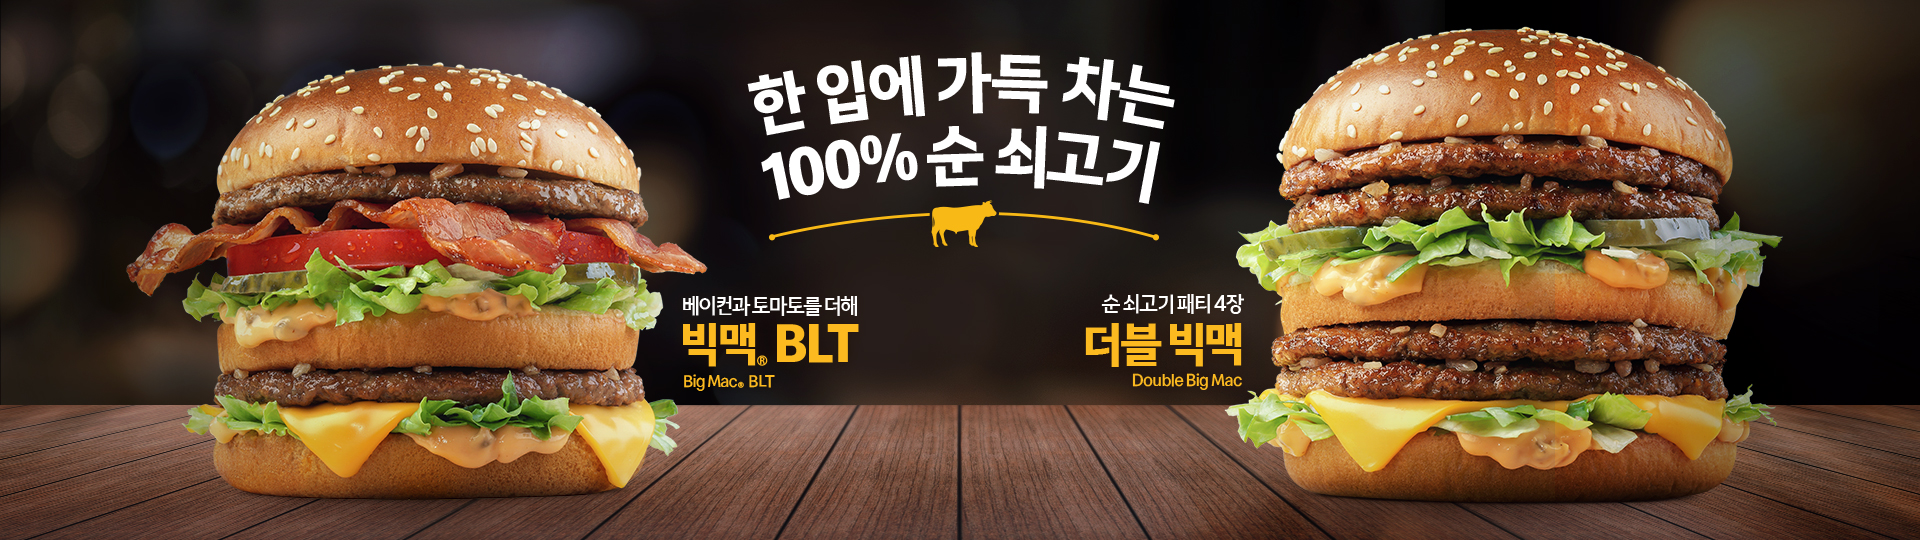 한 입에 가득 차는
100% 순 쇠고기
베이컨과 토마토를 더해
빅맥® BLT
Big Mac® BLT
순 쇠고기 패티 4장
더블 빅맥
Double Big Mac